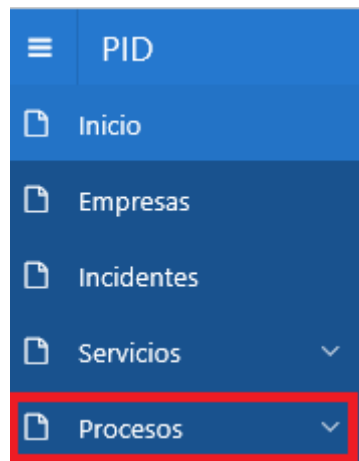 PID
Inicio
Empresas
Incidentes
Servicios
Procesos